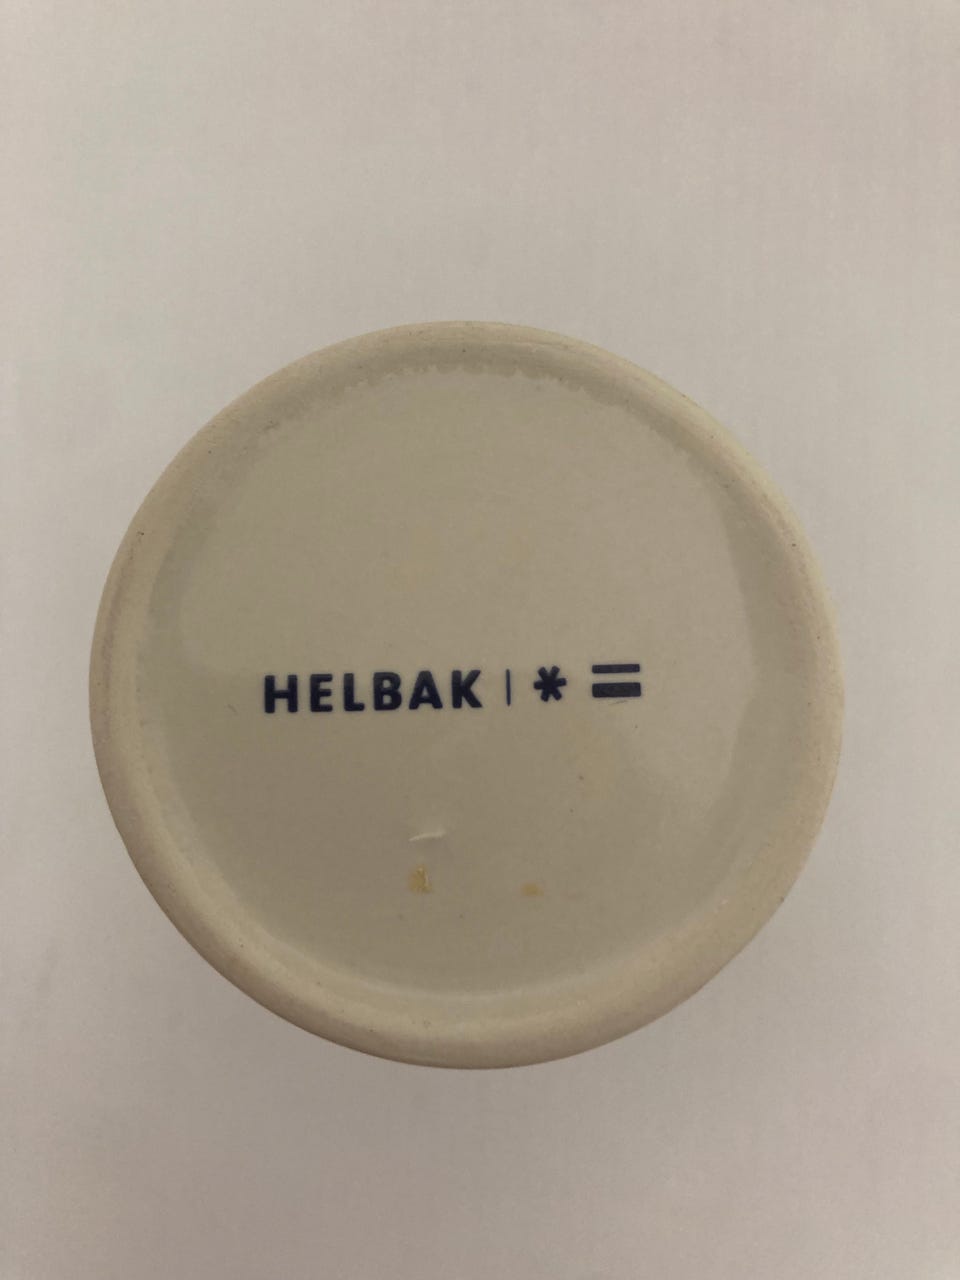 HELBAK | * =